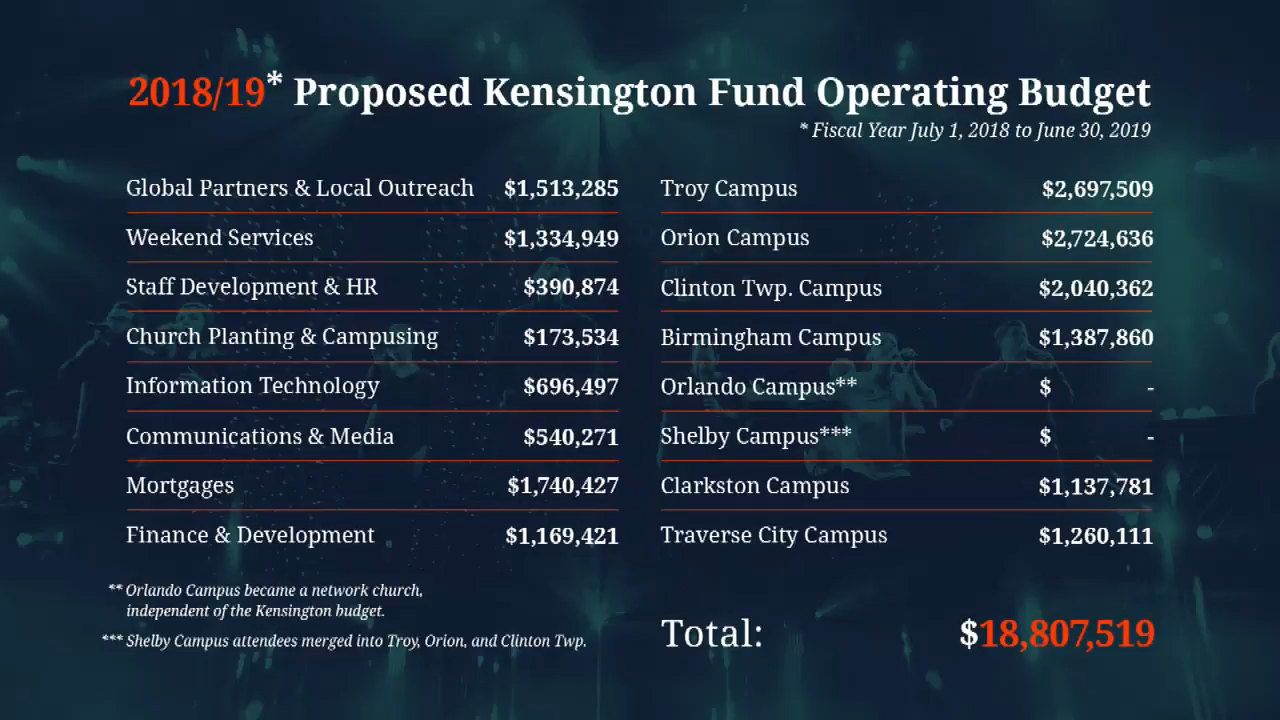 2018/19* Proposed Kensington Fund Operating Budget
* Fiscal Year July 1, 2018 to June 30, 2019
Global Partners & Local Outreach $1,513,285
Weekend Services $1,334,949
Staff Development & HR $390,874
Church Planting & Campusing $173,534
Information Technology $696,497
Communications & Media $540,271
Mortgages $1,740,427
Finance & Development $1,169,421
** Orlando Campus became a network church,
independent of the Kensington budget.
*** Shelby Campus attendees merged into Troy, Orion, and Clinton Twp.
Troy Campus $2,697,509
Orion Campus $2,724,636
Clinton Twp. Campus $2,040,362
Birmingham Campus $1,387,860
Orlando Campus** $ -
Shelby Campus*** $ -
Clarkston Campus $1,137,781
Traverse City Campus $1,260,111
Total: $18,807,519